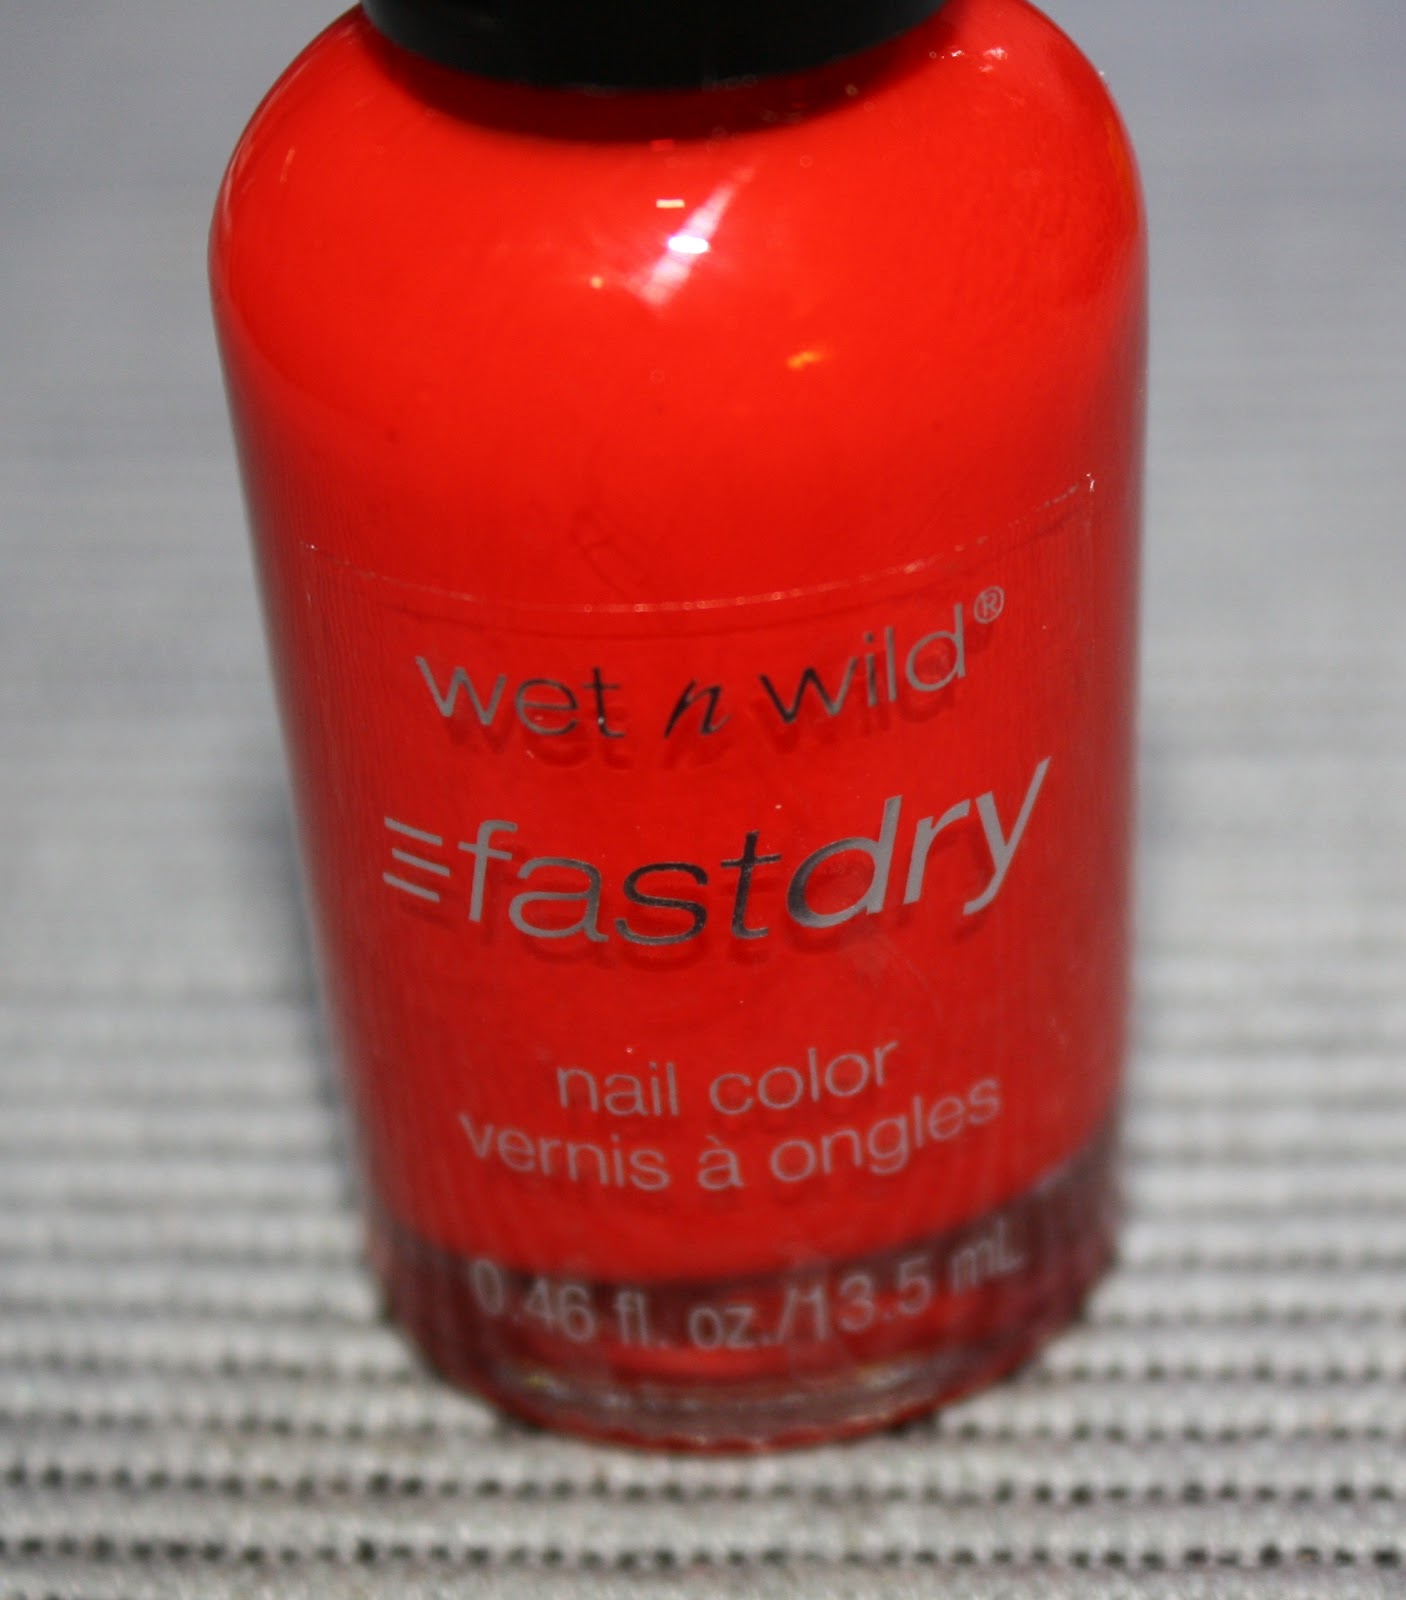 wet n wild®
fastdry
nail color
vernis à ongles
0.46 fl. oz./13.5 mL